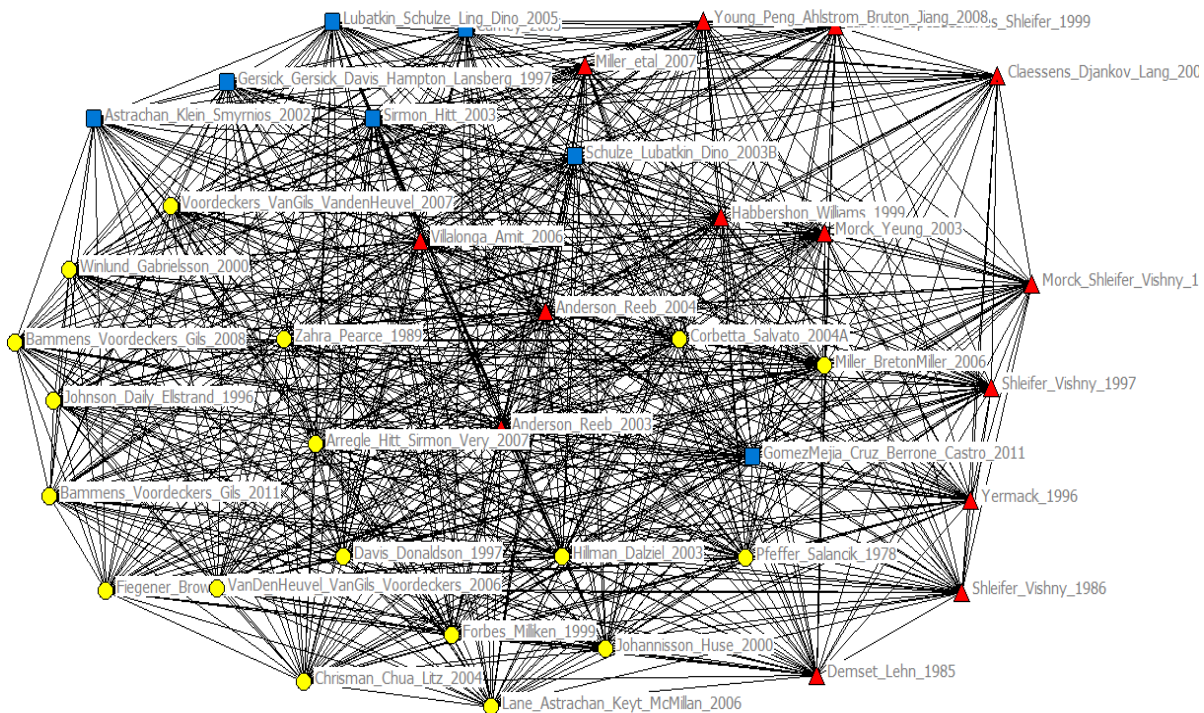 Lubatkin_Schulze_Ling_Dino_2005
Young_Peng_Ahlstrom_Bruton_Jiang_2008
Shleifer_1999
Miller_etal_2007
Claessens_Djankov_Lang_200
Gersick_Gersick_Davis_Hampton_Lansberg_1997
Astrachan_Klein_Smyrnios_2002
Sirmon_Hitt_2003
Schulze_Lubatkin_Dino_2003B
Voordeckers_VanGils_VandenHeuvel_2007
Habbershon_Williams_1999
Morck_Yeung_2003
Villalonga_Amit_2006
Winlund_Gabrielsson_2000
Morck_Shleifer_Vishny_1
Anderson_Reeb_2004
Bammens_Voordeckers_Gils_2008
Zahra_Pearce_1989
Corbetta_Salvato_2004A
Miller_BretonMiller_2006
Shleifer_Vishny_1997
Johnson_Daily_Ellstrand_1996
Anderson_Reeb_2003
Arregle_Hitt_Sirmon_Very_2007
GomezMejia_Cruz_Berrone_Castro_2011
Bammens_Voordeckers_Gils_2011
Yermack_1996
Davis_Donaldson_1997
Hillman_Dalziel_2003
Pfeffer_Salancik_1978
Fiegener_Brow
VanDenHeuvel_VanGils_Voordeckers_2006
Shleifer_Vishny_1986
Forbes_Milliken_1999
Johannisson_Huse_2000
Chrisman_Chua_Litz_2004
Demset_Lehn_1985
Lane_Astrachan_Keyt_McMillan_2006